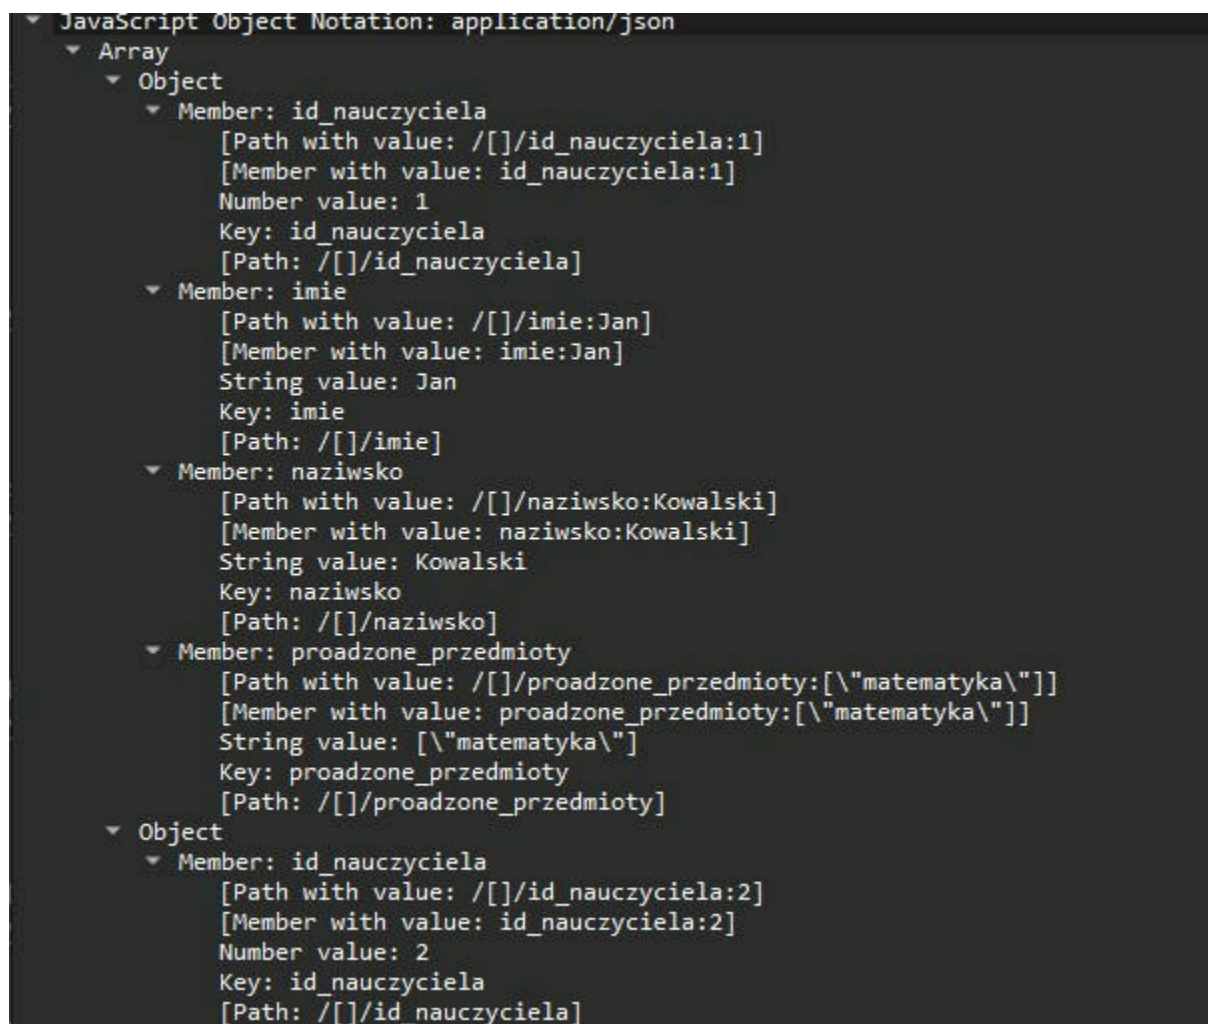 JavaScript Object Notation: application/json
Array
Object
Member: id_nauczyciela
[Path with value: /[]/id_nauczyciela:1]
[Member with value: id_nauczyciela:1]
Number value: 1
Key: id_nauczyciela
[Path: /[]/id_nauczyciela]
Member: imie
[Path with value: /[]/imie:Jan]
[Member with value: imie:Jan]
String value: Jan
Key: imie
[Path: /[]/imie]
Member: naziwsko
[Path with value: /[]/naziwsko:Kowalski]
[Member with value: naziwsko:Kowalski]
String value: Kowalski
Key: naziwsko
[Path: /[]/naziwsko]
Member: proadzone_przedmioty
[Path with value: /[]/proadzone_przedmioty:[\"matematyka\"]]
[Member with value: proadzone_przedmioty:[\"matematyka\"]]
String value: [\"matematyka\"]
Key: proadzone_przedmioty
[Path: /[]/proadzone_przedmioty]
Object
Member: id_nauczyciela
[Path with value: /[]/id_nauczyciela:2]
[Member with value: id_nauczyciela:2]
Number value: 2
Key: id_nauczyciela
[Path: /[]/id_nauczyciela]